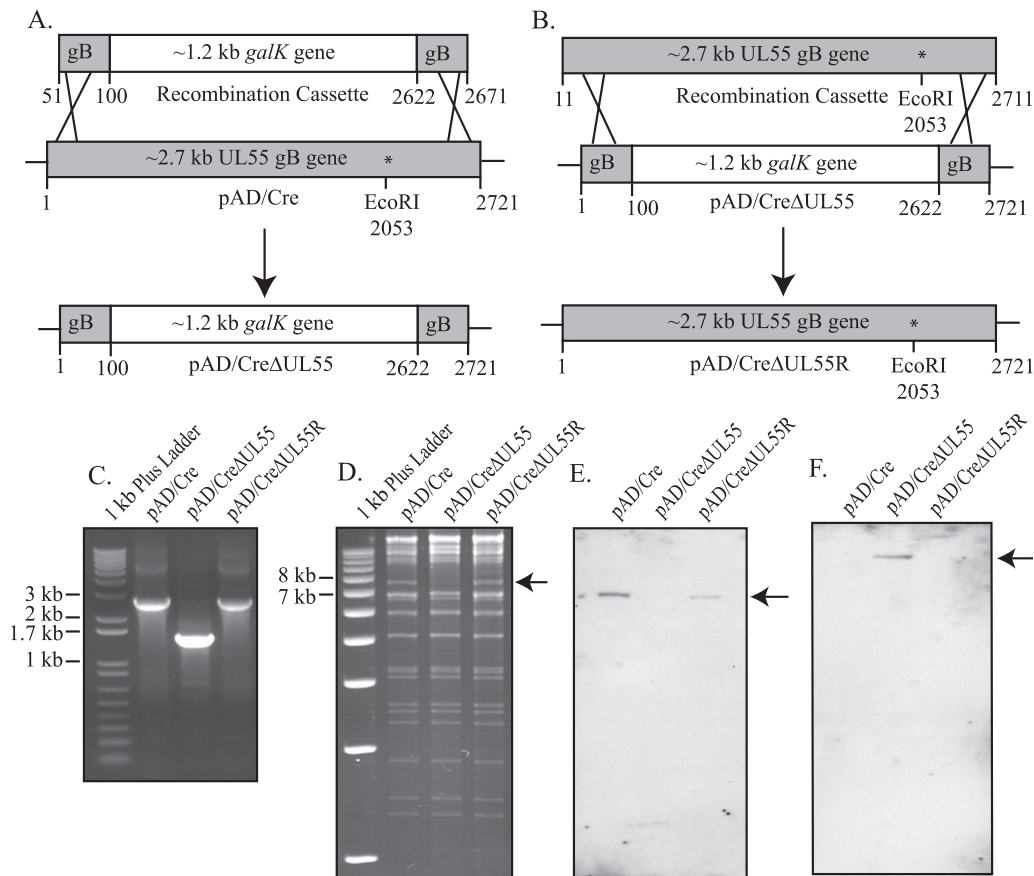 A.
gB
~1.2 kb galK gene
gB
51
100
Recombination Cassette
2622
2671
~2.7 kb UL55 gB gene
*
1
pAD/Cre
EcoRI
2053
2721
gB
~1.2 kb galK gene
gB
1
100
pAD/CreΔUL55
2622
2721
B.
~2.7 kb UL55 gB gene
*
11
Recombination Cassette
EcoRI
2053
2711
gB
~1.2 kb galK gene
gB
1
100
pAD/CreΔUL55
2622
2721
~2.7 kb UL55 gB gene
*
1
pAD/CreΔUL55R
EcoRI
2053
2721
C.
1 kb Plus Ladder
pAD/Cre
pAD/CreΔUL55
pAD/CreΔUL55R
3 kb
2 kb
1.7 kb
1 kb
D.
1 kb Plus Ladder
pAD/Cre
pAD/CreΔUL55
pAD/CreΔUL55R
8 kb
7 kb
E.
pAD/Cre
pAD/CreΔUL55
pAD/CreΔUL55R
F.
pAD/Cre
pAD/CreΔUL55
pAD/CreΔUL55R